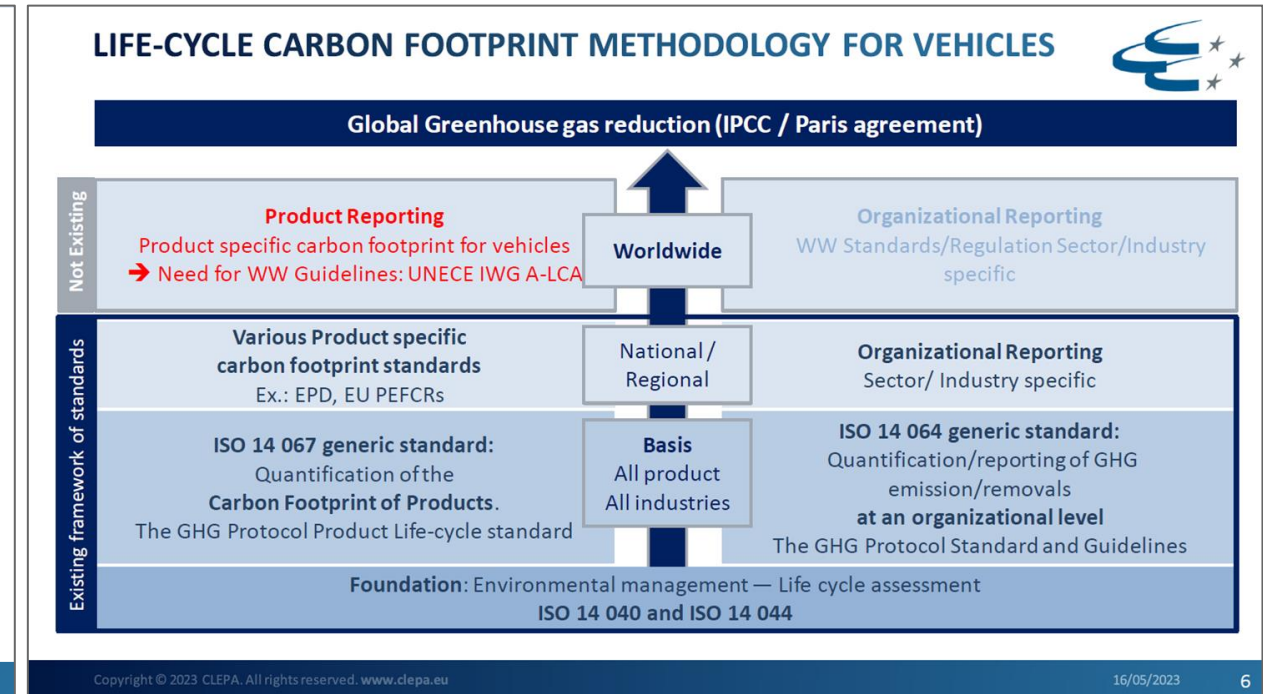 LIFE-CYCLE CARBON FOOTPRINT METHODOLOGY FOR VEHICLES
Global Greenhouse gas reduction (IPCC / Paris agreement)
Not Existing
Product Reporting
Product specific carbon footprint for vehicles
➔ Need for WW Guidelines: UNECE IWG A-LCA
Worldwide
Organizational Reporting
WW Standards/Regulation Sector/Industry
specific
Existing framework of standards
Various Product specific
carbon footprint standards
Ex.: EPD, EU PEFCRs
National /
Regional
Organizational Reporting
Sector/ Industry specific
ISO 14 067 generic standard:
Quantification of the
Carbon Footprint of Products.
The GHG Protocol Product Life-cycle standard
Basis
All product
All industries
ISO 14 064 generic standard:
Quantification/reporting of GHG
emission/removals
at an organizational level
The GHG Protocol Standard and Guidelines
Foundation: Environmental management — Life cycle assessment
ISO 14 040 and ISO 14 044
Copyright © 2023 CLEPA. All rights reserved. www.clepa.eu
16/05/2023
6